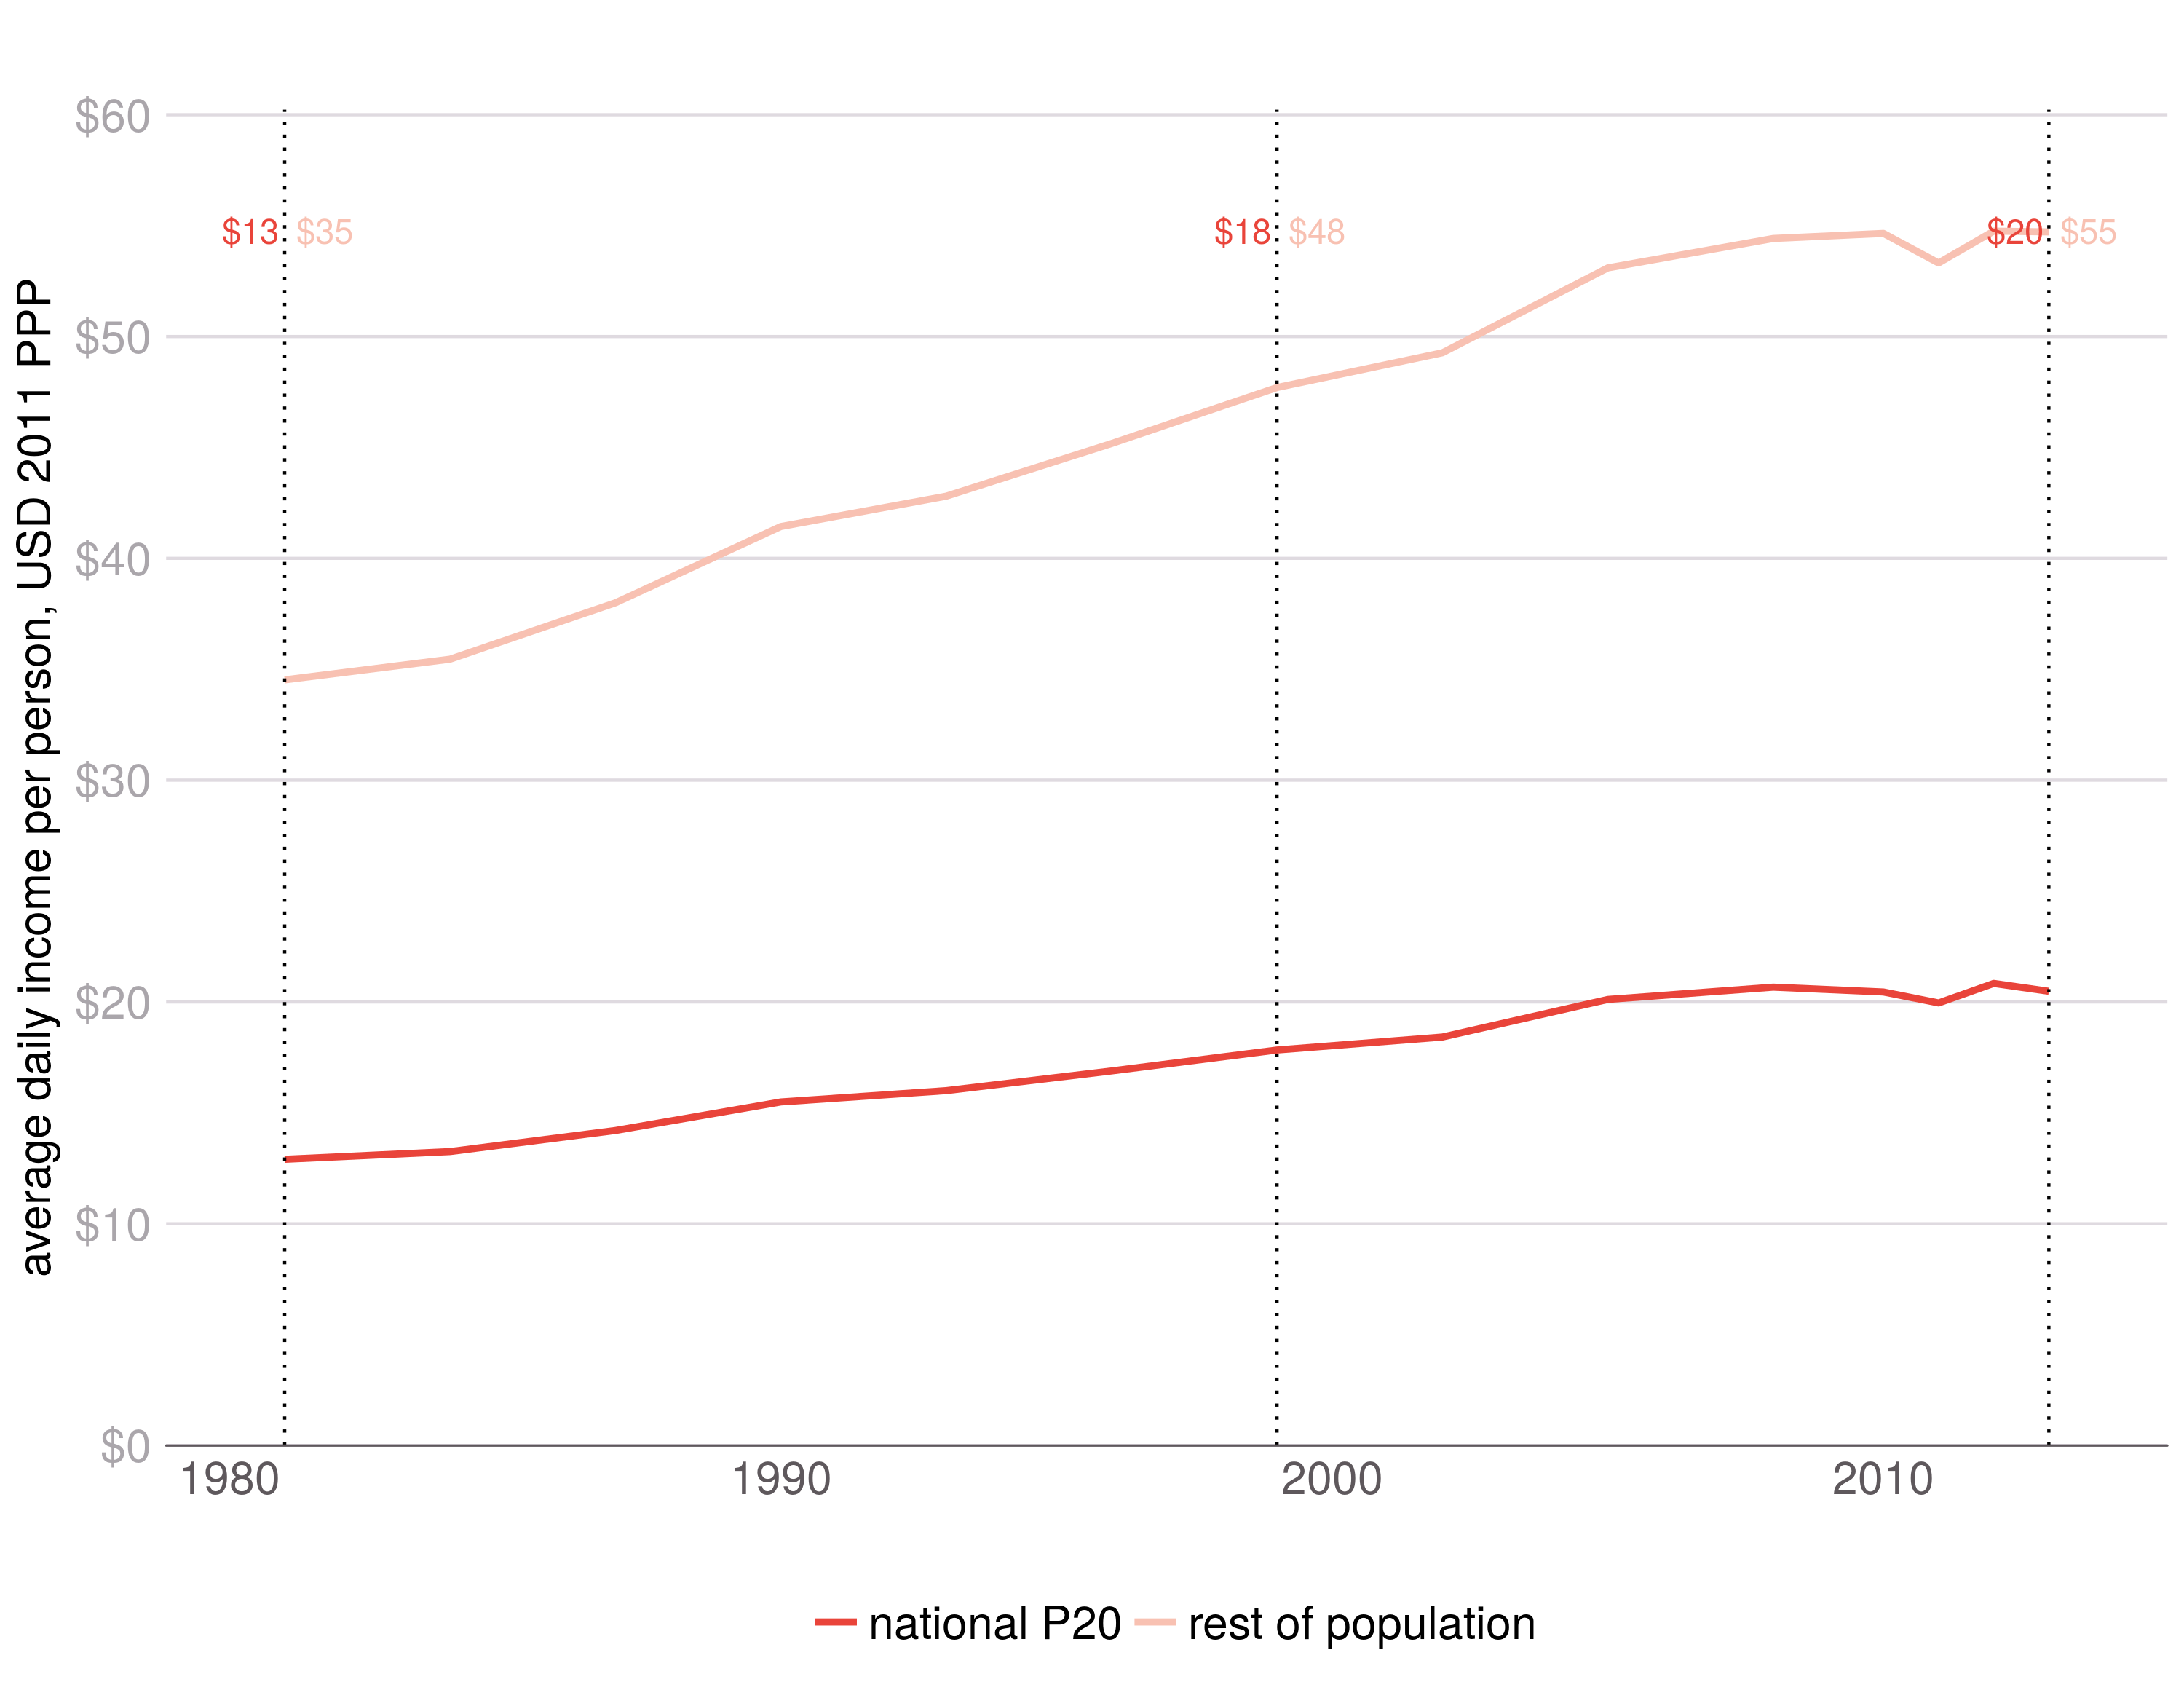 $60
$13 $35 $18 $48 $20 $55
$50
$40
$30
$20
$10
$0
average daily income per person, USD 2011 PPP
1980 1990 2000 2010
national P20 rest of population